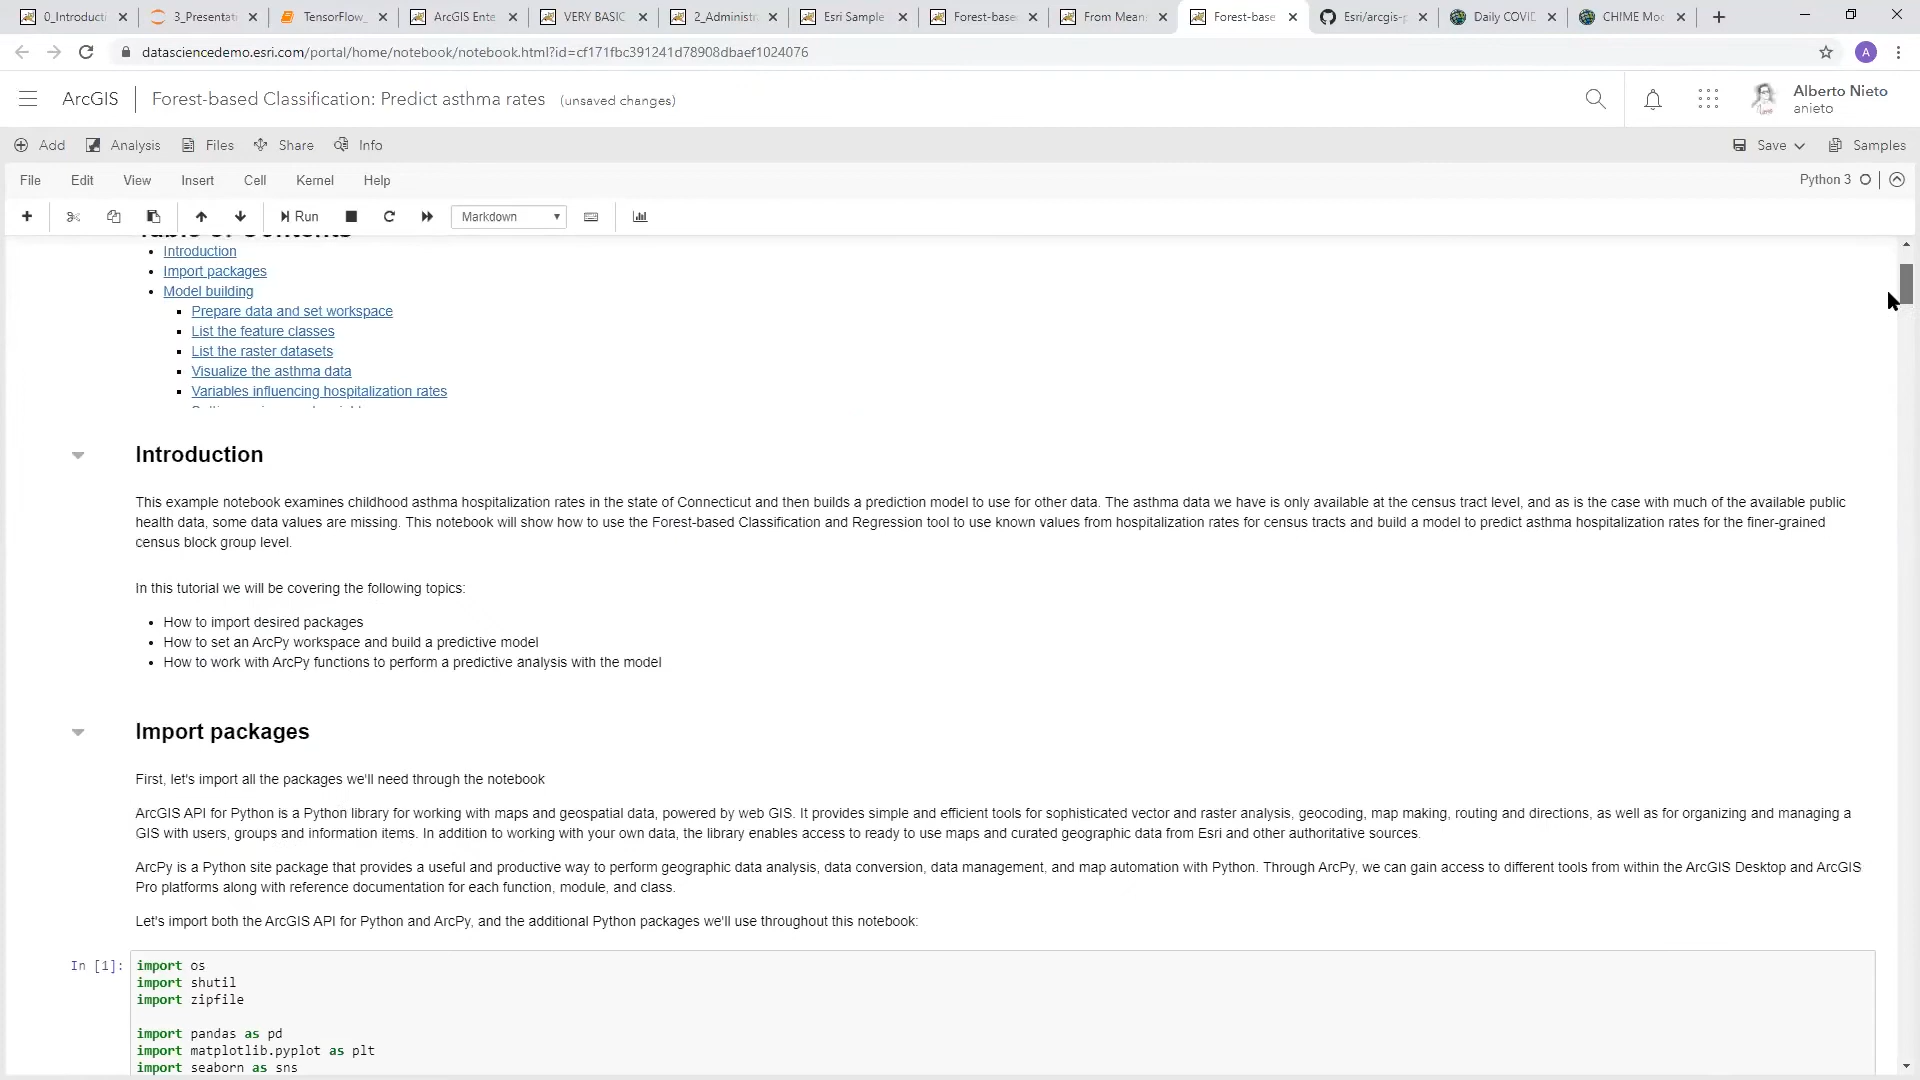 0_Introducti
3_Presentati
TensorFlow_
ArcGIS Ente
VERY BASIC
2_Administr
Esri Sample
Forest-base
From Mean
Forest-base
Esri/arcgis-p
Daily COVID
CHIME Mod
datasciencedemo.esri.com/portal/home/notebook/notebook.html?id=cf171fbc391241d78908dbaef1024076
A
ArcGIS
Forest-based Classification: Predict asthma rates (unsaved changes)
Alberto Nieto
anieto
Add Analysis Files Share Info
Save Samples
File Edit View Insert Cell Kernel Help
Python 3
Run
Markdown
Table of Contents
• Introduction
• Import packages
• Model building
▪ Prepare data and set workspace
▪ List the feature classes
▪ List the raster datasets
▪ Visualize the asthma data
▪ Variables influencing hospitalization rates
Introduction
This example notebook examines childhood asthma hospitalization rates in the state of Connecticut and then builds a prediction model to use for other data. The asthma data we have is only available at the census tract level, and as is the case with much of the available public
health data, some data values are missing. This notebook will show how to use the Forest-based Classification and Regression tool to use known values from hospitalization rates for census tracts and build a model to predict asthma hospitalization rates for the finer-grained
census block group level.
In this tutorial we will be covering the following topics:
• How to import desired packages
• How to set an ArcPy workspace and build a predictive model
• How to work with ArcPy functions to perform a predictive analysis with the model
Import packages
First, let's import all the packages we'll need through the notebook
ArcGIS API for Python is a Python library for working with maps and geospatial data, powered by web GIS. It provides simple and efficient tools for sophisticated vector and raster analysis, geocoding, map making, routing and directions, as well as for organizing and managing a
GIS with users, groups and information items. In addition to working with your own data, the library enables access to ready to use maps and curated geographic data from Esri and other authoritative sources.
ArcPy is a Python site package that provides a useful and productive way to perform geographic data analysis, data conversion, data management, and map automation with Python. Through ArcPy, we can gain access to different tools from within the ArcGIS Desktop and ArcGIS
Pro platforms along with reference documentation for each function, module, and class.
Let's import both the ArcGIS API for Python and ArcPy, and the additional Python packages we'll use throughout this notebook:
In [1]:
import os
import shutil
import zipfile
import pandas as pd
import matplotlib.pyplot as plt
import seaborn as sns